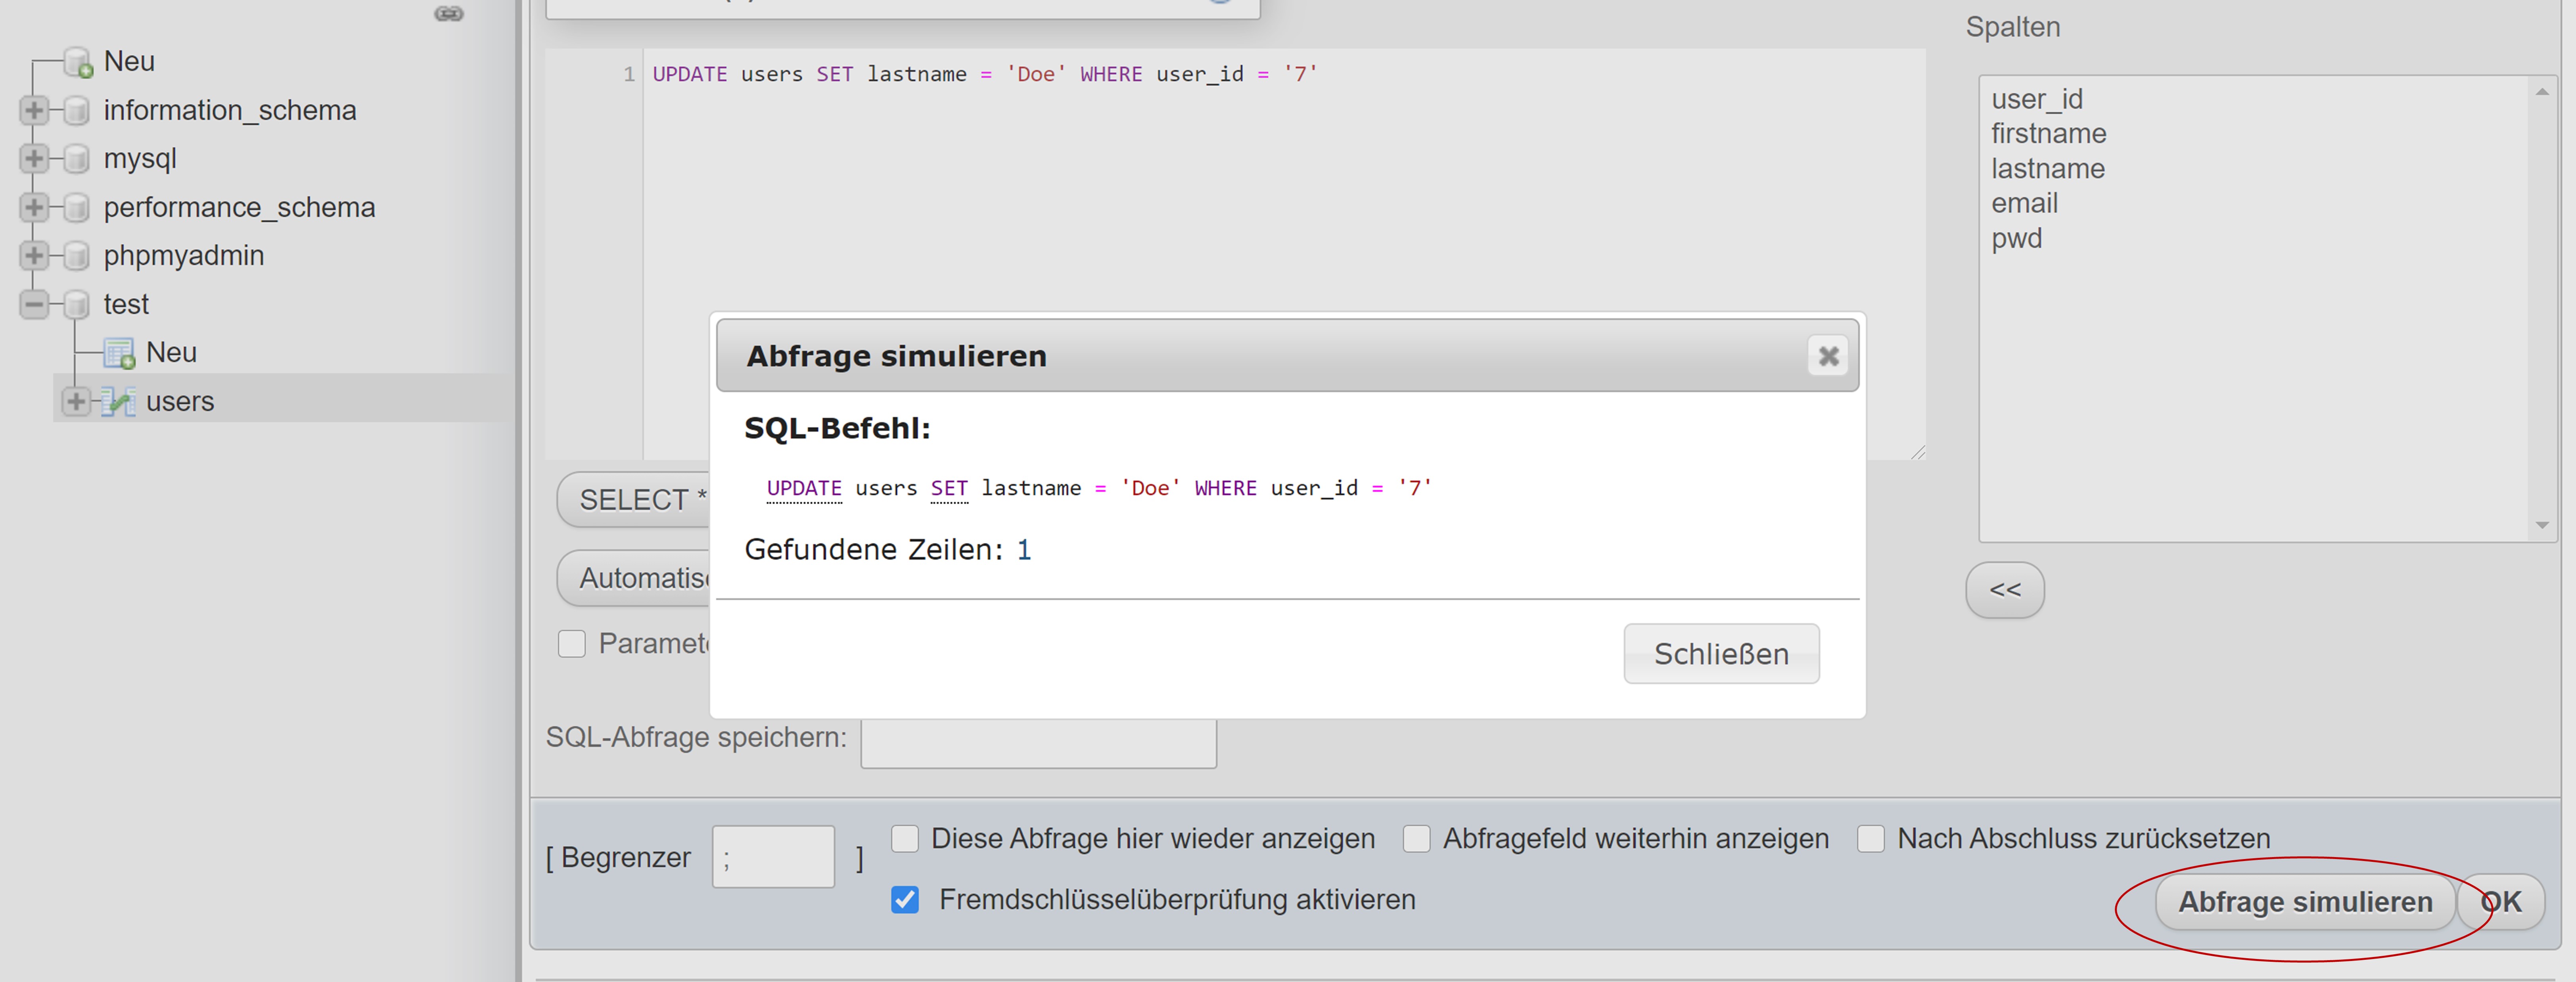 Neu
information_schema
mysql
performance_schema
phpmyadmin
test
Neu
users
1 UPDATE users SET lastname = 'Doe' WHERE user_id = '7'
Spalten
user_id
firstname
lastname
email
pwd
<<
Abfrage simulieren
SQL-Befehl:
UPDATE users SET lastname = 'Doe' WHERE user_id = '7'
Gefundene Zeilen: 1
Schließen
SELECT *
SQL-Abfrage speichern:
[ Begrenzer ; ]
Diese Abfrage hier wieder anzeigen
Abfragefeld weiterhin anzeigen
Nach Abschluss zurücksetzen
Fremdschlüsselüberprüfung aktivieren
Abfrage simulieren
OK